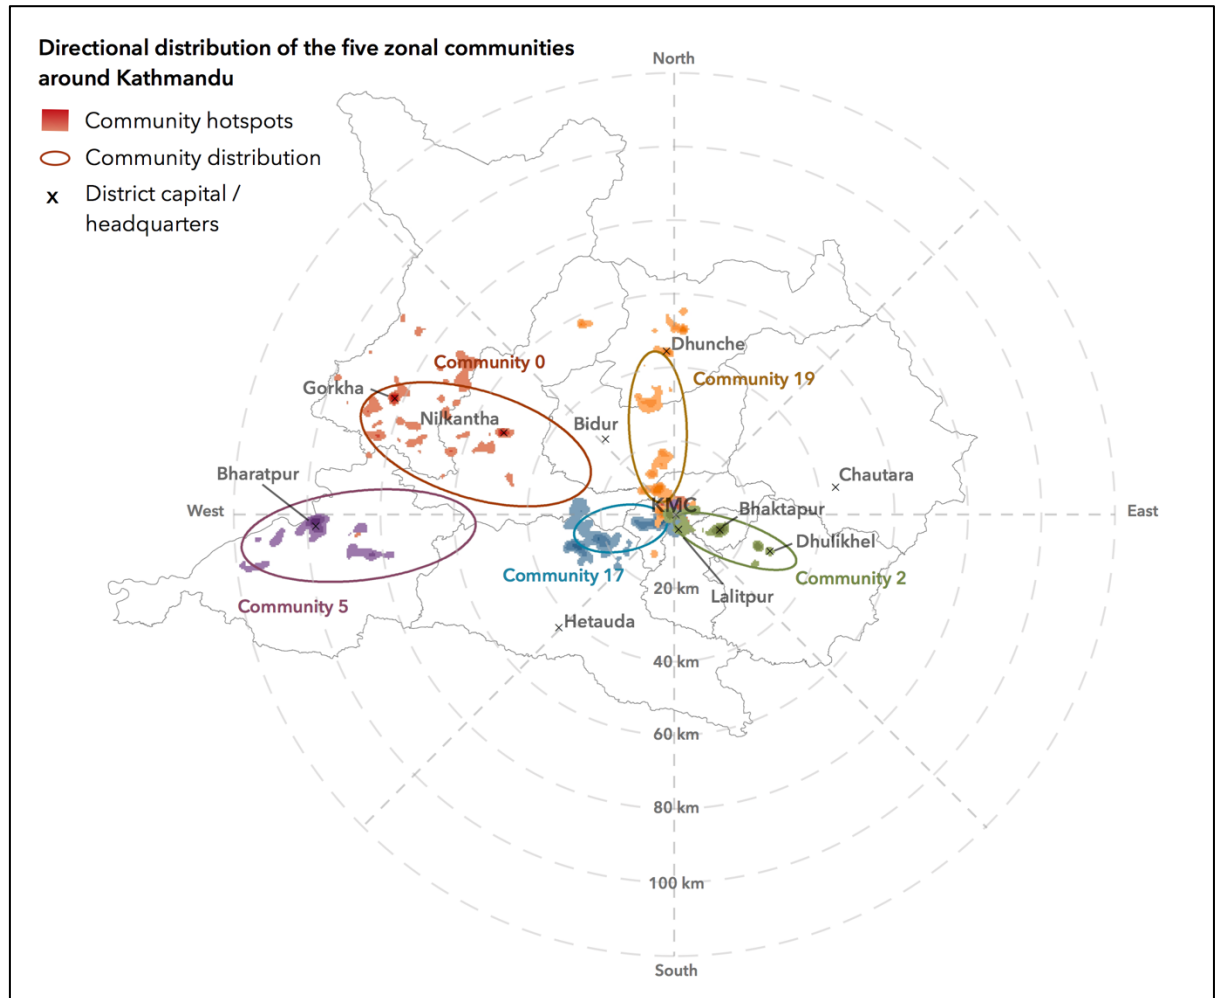 Directional distribution of the five zonal communities
around Kathmandu
Community hotspots
Community distribution
x District capital /
headquarters
North
Dhunche
Community 0
Community 19
Gorkha
Nilkantha
Bidur
Bharatpur
Chautara
West
KMC
Bhaktapur
East
Dhulikhel
Community 17
Community 2
20 km
Lalitpur
Community 5
Hetauda
40 km
60 km
80 km
100 km
South